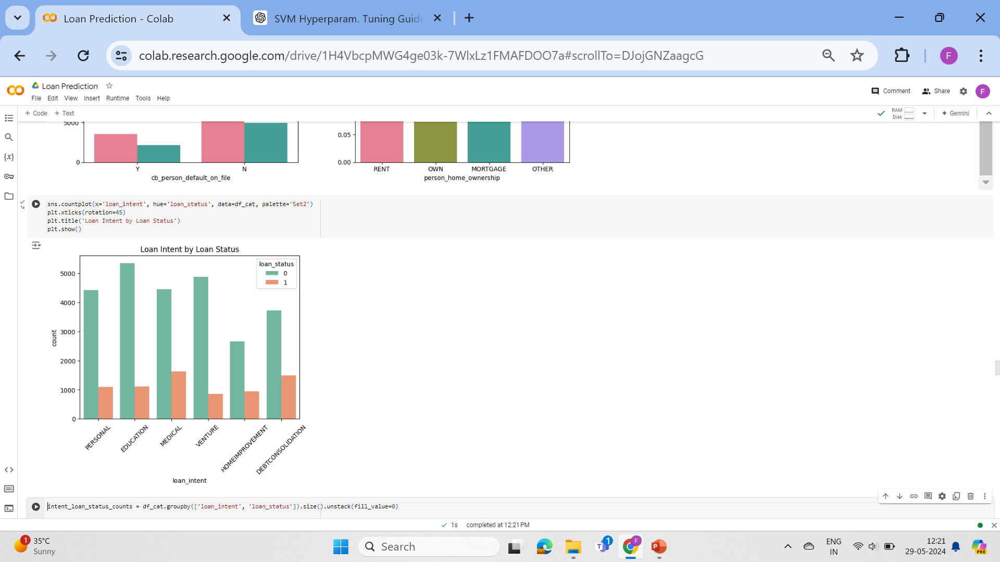 Loan Prediction - Colab
SVM Hyperparam. Tuning Guid
colab.research.google.com/drive/1H4VbcpMWG4ge03k-7WlxLz1FMAFDOO7a#scrollTo=DJojGNZaagcG
F
Loan Prediction
File Edit View Insert Runtime Tools Help
Comment Share F
+ Code + Text
RAM
Disk
Gemini
5000
0
Y N
cb_person_default_on_file
0.05
0.00
RENT OWN MORTGAGE OTHER
person_home_ownership
{x}
1s
sns.countplot(x='loan_intent', hue='loan_status', data=df_cat, palette='Set2')
plt.xticks(rotation=45)
plt.title('Loan Intent by Loan Status')
plt.show()
Loan Intent by Loan Status
loan_status
0
1
5000
4000
3000
2000
1000
0
count
PERSONAL
EDUCATION
MEDICAL
VENTURE
HOMEIMPROVEMENT
DEBTCONSOLIDATION
loan_intent
intent_loan_status_counts = df_cat.groupby(['loan_intent', 'loan_status']).size().unstack(fill_value=0)
1s completed at 12:21 PM
1
35°C
Sunny
Search
1
F
ENG
IN
12:21
29-05-2024
PRE